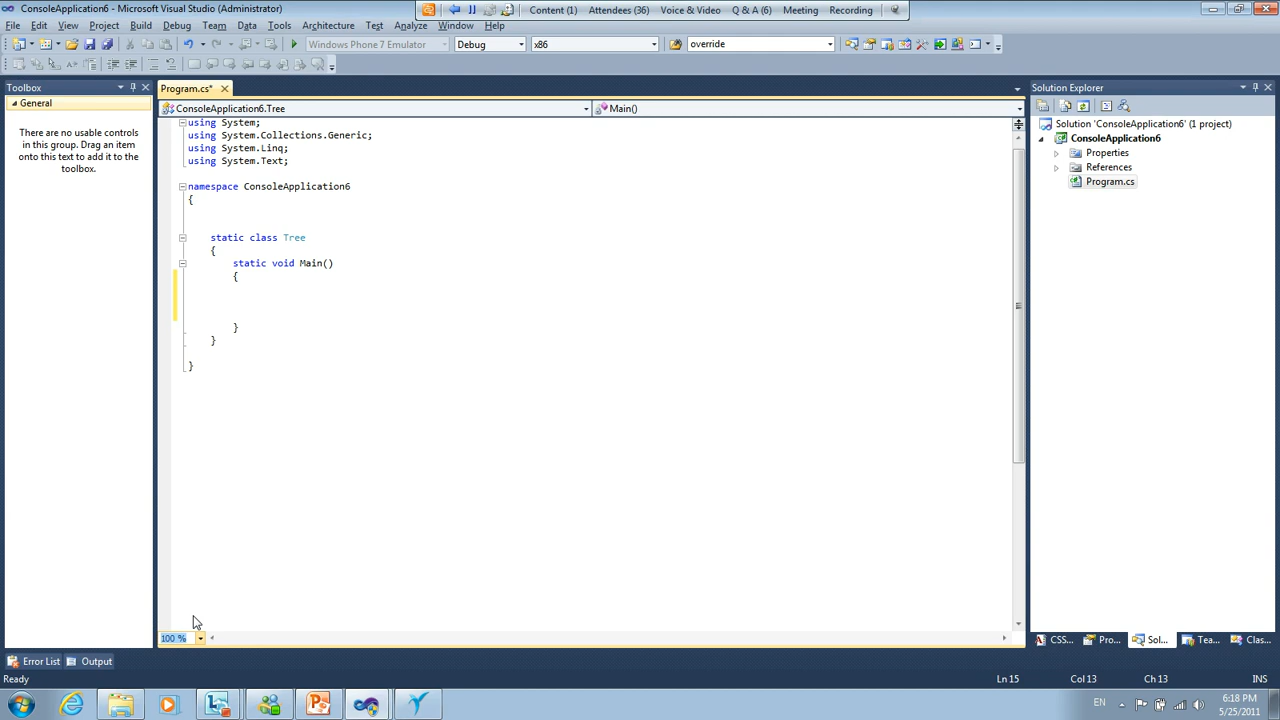 ConsoleApplication6 - Microsoft Visual Studio (Administrator)
Content (1) Attendees (36) Voice & Video Q & A (6) Meeting Recording
File Edit View Project Build Debug Team Data Tools Architecture Test Analyze Window Help
Windows Phone 7 Emulator Debug x86 override
Toolbox
General
There are no usable controls
in this group. Drag an item
onto this text to add it to the
toolbox.
Program.cs*
ConsoleApplication6.Tree Main()
using System;
using System.Collections.Generic;
using System.Linq;
using System.Text;
namespace ConsoleApplication6
{
static class Tree
{
static void Main()
{
}
}
}
100 %
Solution Explorer
Solution 'ConsoleApplication6' (1 project)
ConsoleApplication6
Properties
References
Program.cs
CSS... Pro... Sol... Tea... Clas...
Error List Output
Ready Ln 15 Col 13 Ch 13 INS
EN 6:18 PM
5/25/2011